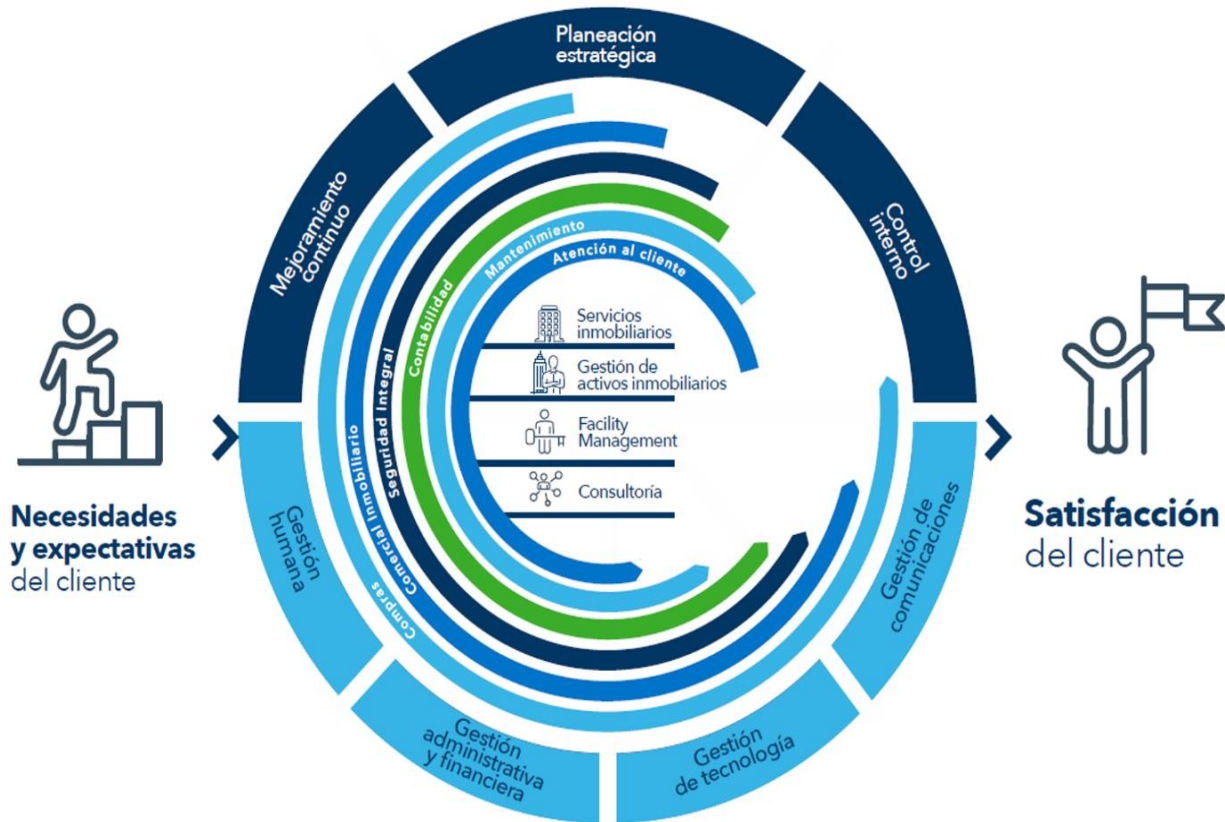 Planeación
estratégica
Mejoramiento
continuo
Control
interno
Compras
Comercial Inmobiliario
Seguridad Integral
Contabilidad
Mantenimiento
Atención al cliente
Servicios
inmobiliarios
Gestión de
activos inmobiliarios
Facility
Management
Consultoría
Necesidades
y expectativas
del cliente
Satisfacción
del cliente
Gestión
humana
Gestión
administrativa
y financiera
Gestión
de tecnología
Gestión de
comunicaciones